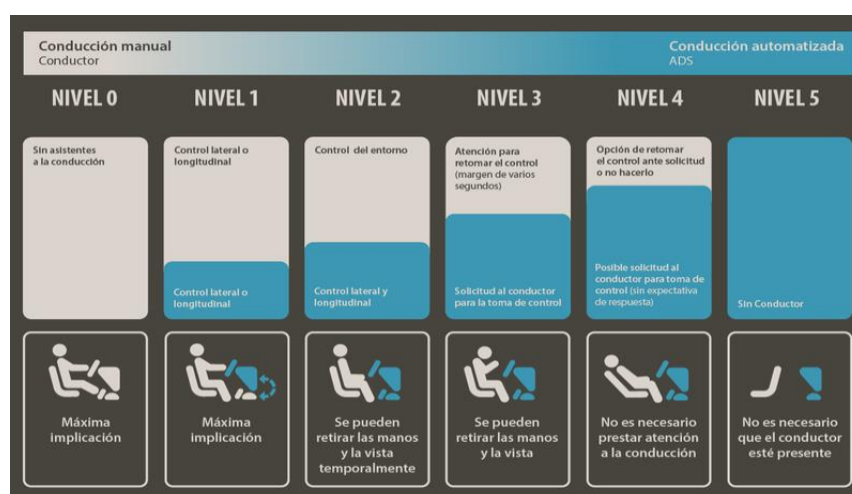 Conducción manual
Conductor
Conducción automatizada
ADS
NIVEL 0
NIVEL 1
NIVEL 2
NIVEL 3
NIVEL 4
NIVEL 5
Sin asistentes
a la conducción
Control lateral o
longitudinal
Control del entorno
Atención para
retomar el control
(margen de varios
segundos)
Opción de retomar
el control ante solicitud
o no hacerlo
Control lateral o
longitudinal
Control lateral y
longitudinal
Solicitud al conductor
para la toma de control
Posible solicitud al
conductor para toma de
control (sin expectativa
de respuesta)
Sin Conductor
Máxima
implicación
Máxima
implicación
Se pueden
retirar las manos
y la vista
temporalmente
Se pueden
retirar las manos
y la vista
No es necesario
prestar atención
a la conducción
No es necesario
que el conductor
esté presente